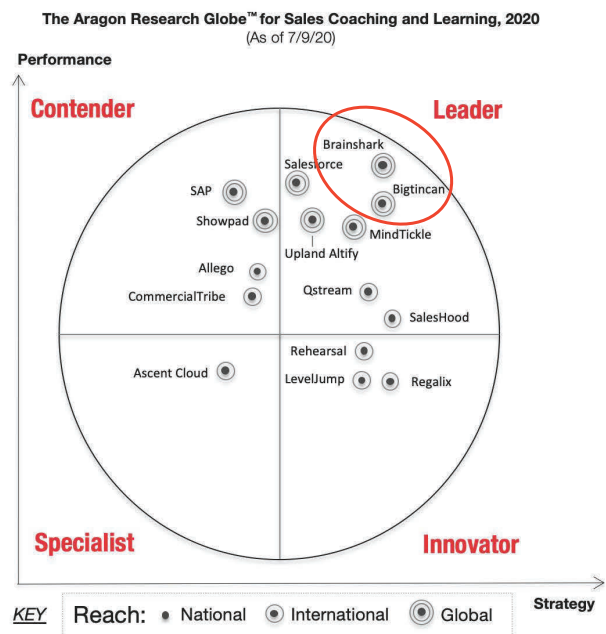 The Aragon Research Globe™ for Sales Coaching and Learning, 2020
(As of 7/9/20)
Performance
Contender
Leader
Brainshark
Salesforce
SAP
Bigtincan
Showpad
MindTickle
Upland Altify
Allego
Qstream
CommercialTribe
SalesHood
Rehearsal
Ascent Cloud
LevelJump
Regalix
Specialist
Innovator
Strategy
KEY Reach: National International Global